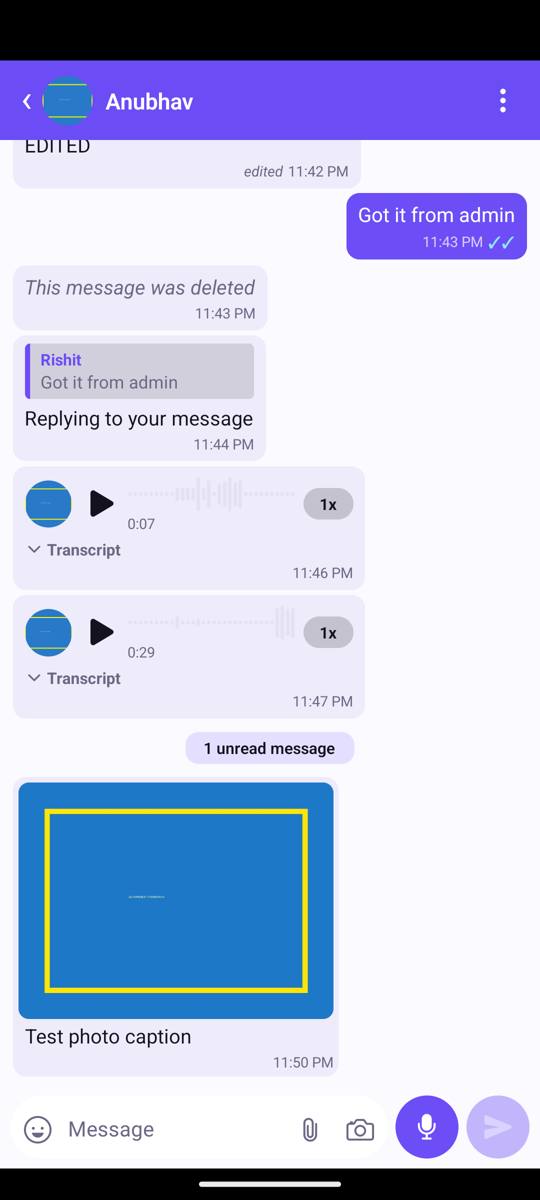 Anubhav
EDITED
edited 11:42 PM
Got it from admin
11:43 PM
This message was deleted
11:43 PM
Rishit
Got it from admin
Replying to your message
11:44 PM
1x
0:07
Transcript
11:46 PM
1x
0:29
Transcript
11:47 PM
1 unread message
Test photo caption
11:50 PM
Message